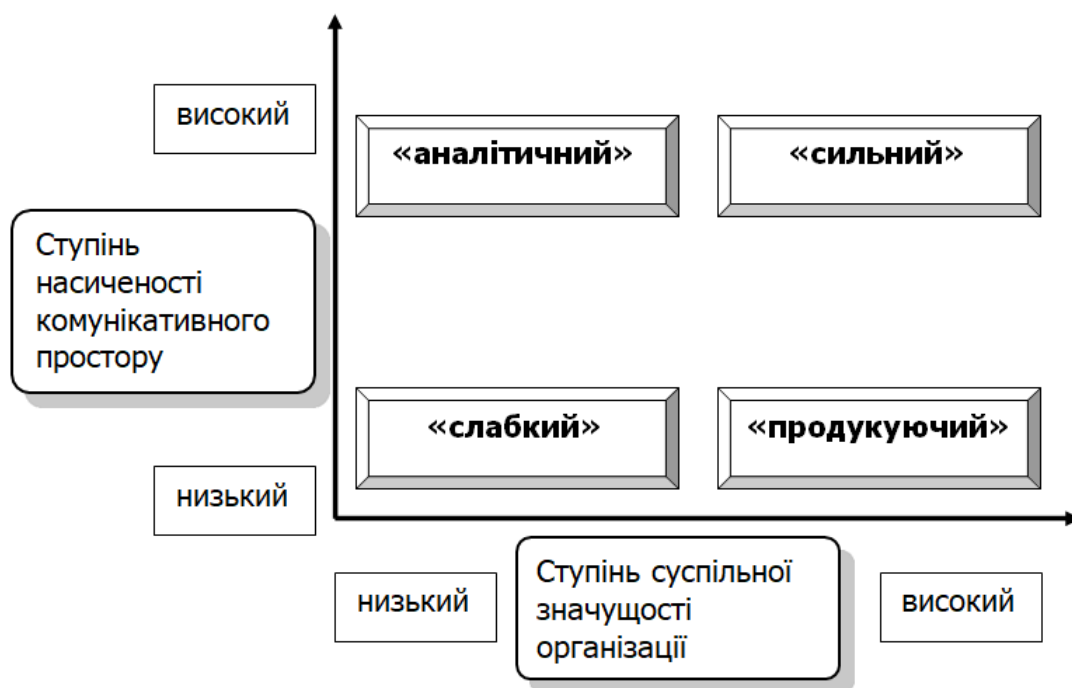 високий
«аналітичний»
«сильний»
Ступінь
насиченості
комунікативного
простору
«слабкий»
«продукуючий»
низький
низький
Ступінь суспільної
значущості
організації
високий